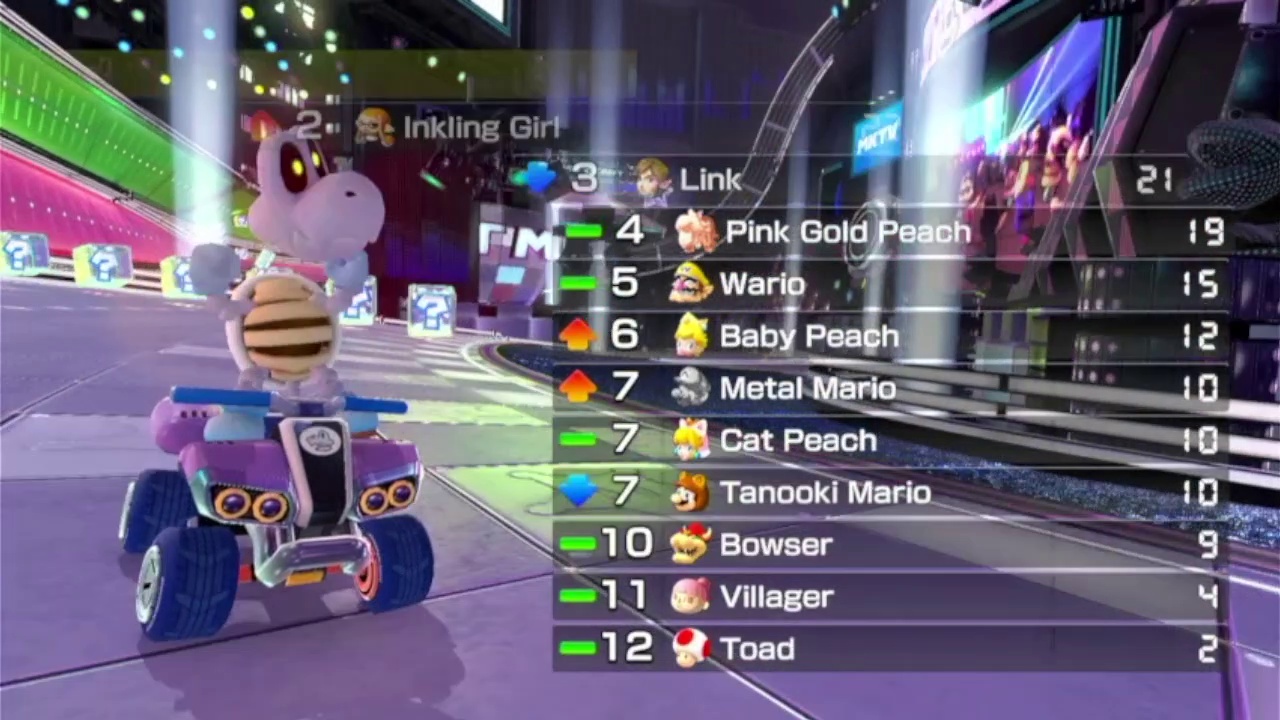 2 Inkling Girl
3 Link 21
4 Pink Gold Peach 19
5 Wario 15
6 Baby Peach 12
7 Metal Mario 10
7 Cat Peach 10
7 Tanooki Mario 10
10 Bowser 9
11 Villager 4
12 Toad 2
MKTV